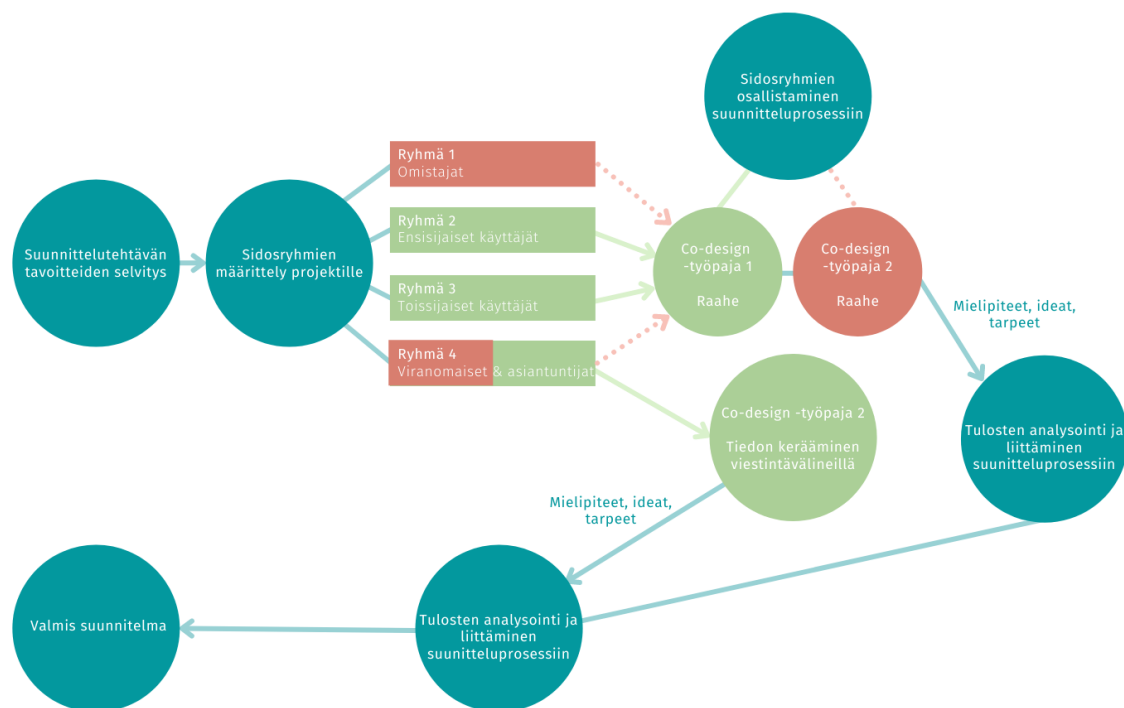 Sidosryhmien
osallistaminen
suunnitteluprosessiin
Suunnittelutehtävän
tavoitteiden selvitys
Sidosryhmien
määrittely projektille
Ryhmä 1
Omistajat
Ryhmä 2
Ensisijaiset käyttäjät
Ryhmä 3
Toissijaiset käyttäjät
Ryhmä 4
Viranomaiset & asiantuntijat
Co-design
-työpaja 1
Raahe
Co-design
-työpaja 2
Raahe
Mielipiteet, ideat,
tarpeet
Co-design -työpaja 2
Tiedon kerääminen
viestintävälineillä
Tulosten analysointi ja
liittäminen
suunitteluprosessiin
Mielipiteet, ideat,
tarpeet
Tulosten analysointi ja
liittäminen
suunitteluprosessiin
Valmis suunnitelma